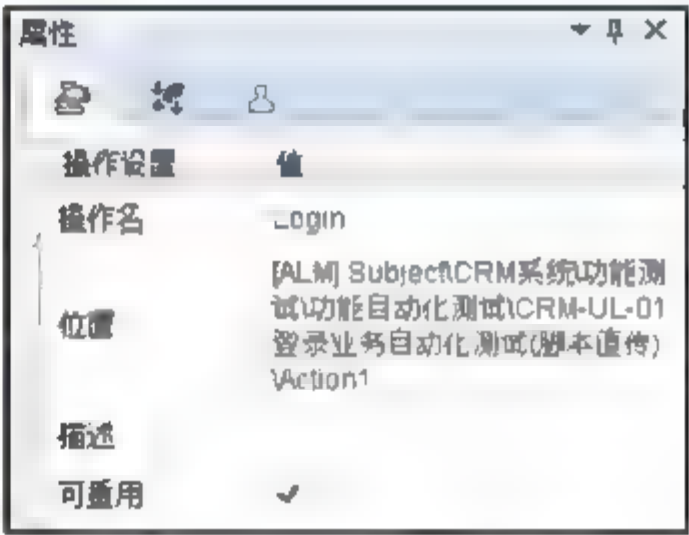 属性
操作设置 值
操作名 Login
位置 [ALM] Subject\CRM系统\功能测
试\功能自动化测试\CRM-UL-01
登录业务自动化测试(脚本直传)
\Action1
描述
可重用